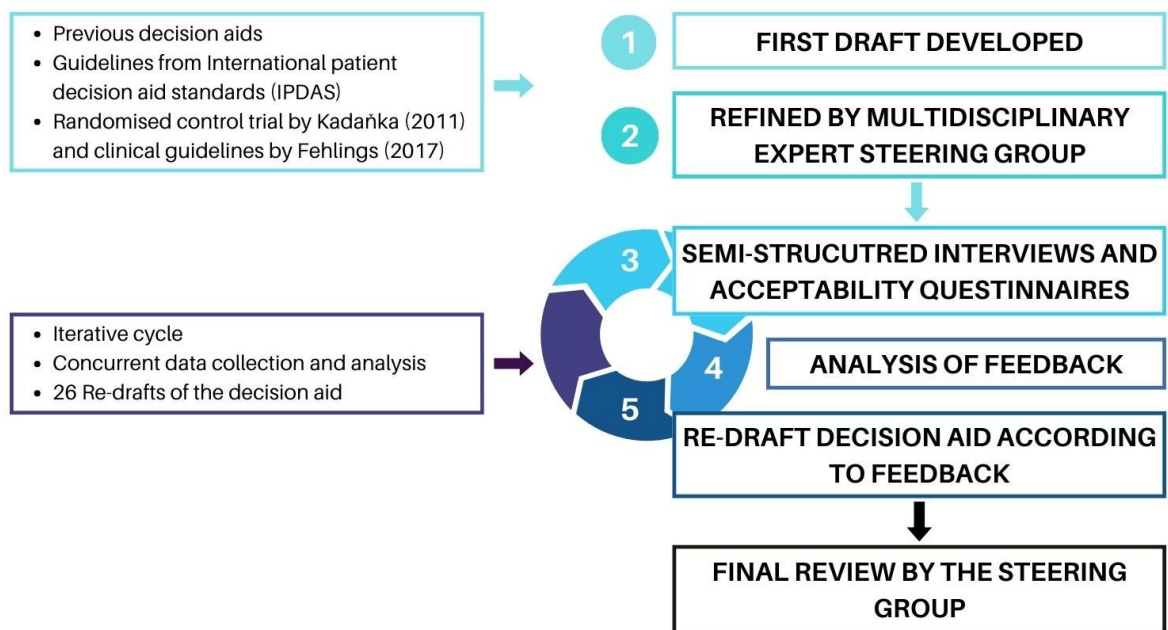 • Previous decision aids
• Guidelines from International patient
decision aid standards (IPDAS)
• Randomised control trial by Kadaňka (2011)
and clinical guidelines by Fehlings (2017)
1
FIRST DRAFT DEVELOPED
2
REFINED BY MULTIDISCIPLINARY
EXPERT STEERING GROUP
3
SEMI-STRUCUTRED INTERVIEWS AND
ACCEPTABILITY QUESTINNAIRES
• Iterative cycle
• Concurrent data collection and analysis
• 26 Re-drafts of the decision aid
4
ANALYSIS OF FEEDBACK
5
RE-DRAFT DECISION AID ACCORDING
TO FEEDBACK
FINAL REVIEW BY THE STEERING
GROUP